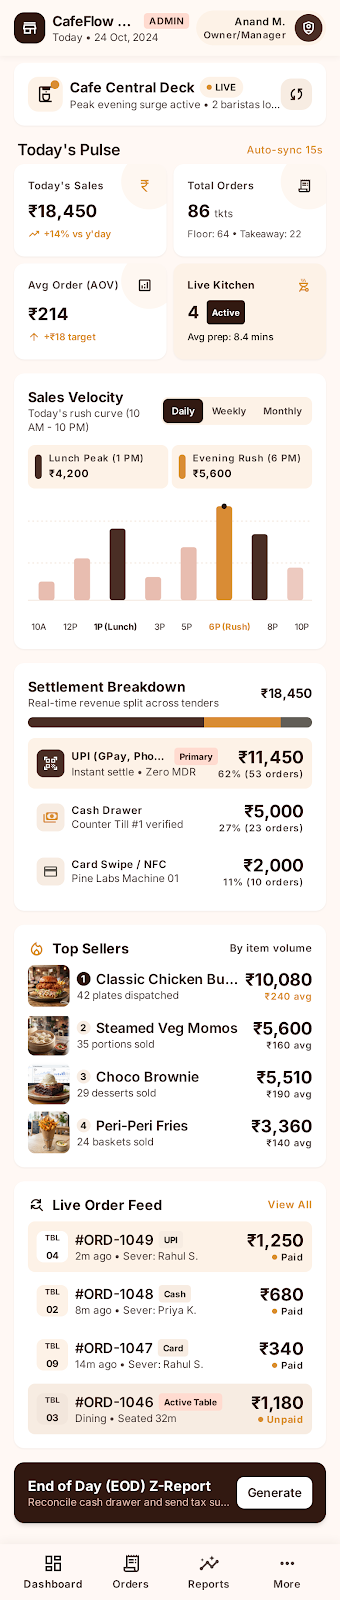 CafeFlow ... ADMIN
Today • 24 Oct, 2024
Anand M.
Owner/Manager
Cafe Central Deck LIVE
Peak evening surge active • 2 baristas lo...
Today's Pulse Auto-sync 15s
Today's Sales ₹
₹18,450
+14% vs y'day
Total Orders
86 tkts
Floor: 64 • Takeaway: 22
Avg Order (AOV)
₹214
+₹18 target
Live Kitchen
4 Active
Avg prep: 8.4 mins
Sales Velocity
Today's rush curve (10
AM - 10 PM)
Daily Weekly Monthly
Lunch Peak (1 PM)
₹4,200
Evening Rush (6 PM)
₹5,600
10A 12P 1P (Lunch) 3P 5P 6P (Rush) 8P 10P
Settlement Breakdown
Real-time revenue split across tenders
₹18,450
UPI (GPay, Pho... Primary ₹11,450
Instant settle • Zero MDR 62% (53 orders)
Cash Drawer ₹5,000
Counter Till #1 verified 27% (23 orders)
Card Swipe / NFC ₹2,000
Pine Labs Machine 01 11% (10 orders)
Top Sellers By item volume
1 Classic Chicken Bu... ₹10,080
42 plates dispatched ₹240 avg
2 Steamed Veg Momos ₹5,600
35 portions sold ₹160 avg
3 Choco Brownie ₹5,510
29 desserts sold ₹190 avg
4 Peri-Peri Fries ₹3,360
24 baskets sold ₹140 avg
Live Order Feed View All
TBL
04
#ORD-1049 UPI ₹1,250
2m ago • Sever: Rahul S. Paid
TBL
02
#ORD-1048 Cash ₹680
8m ago • Sever: Priya K. Paid
TBL
09
#ORD-1047 Card ₹340
14m ago • Sever: Rahul S. Paid
TBL
03
#ORD-1046 Active Table ₹1,180
Dining • Seated 32m Unpaid
End of Day (EOD) Z-Report
Reconcile cash drawer and send tax su...
Generate
Dashboard Orders Reports More